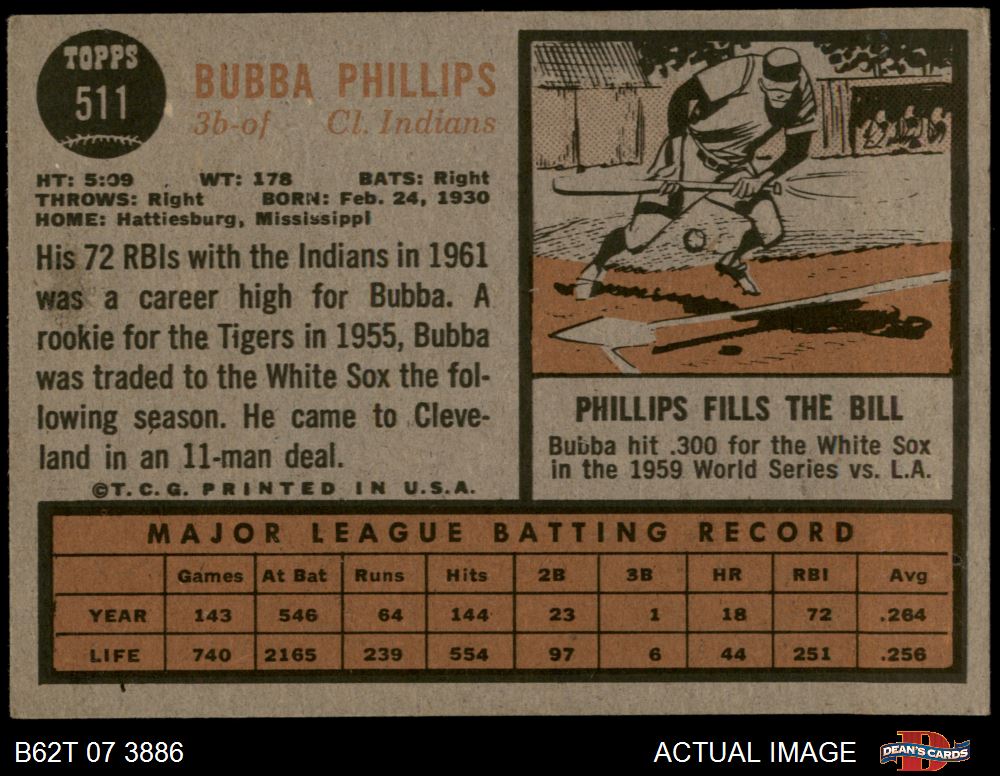 TOPPS
511
BUBBA PHILLIPS
3b-of Cl. Indians
HT: 5:09 WT: 178 BATS: Right
THROWS: Right BORN: Feb. 24, 1930
HOME: Hattiesburg, Mississippi
His 72 RBIs with the Indians in 1961
was a career high for Bubba. A
rookie for the Tigers in 1955, Bubba
was traded to the White Sox the fol-
lowing season. He came to Cleve-
land in an 11-man deal.
©T.C.G. PRINTED IN U.S.A.
PHILLIPS FILLS THE BILL
Bubba hit .300 for the White Sox
in the 1959 World Series vs. L.A.
MAJOR LEAGUE BATTING RECORD
Games At Bat Runs Hits 2B 3B HR RBI Avg
YEAR 143 546 64 144 23 1 18 72 .264
LIFE 740 2165 239 554 97 6 44 251 .256
B62T 07 3886 ACTUAL IMAGE DEAN'S CARDS